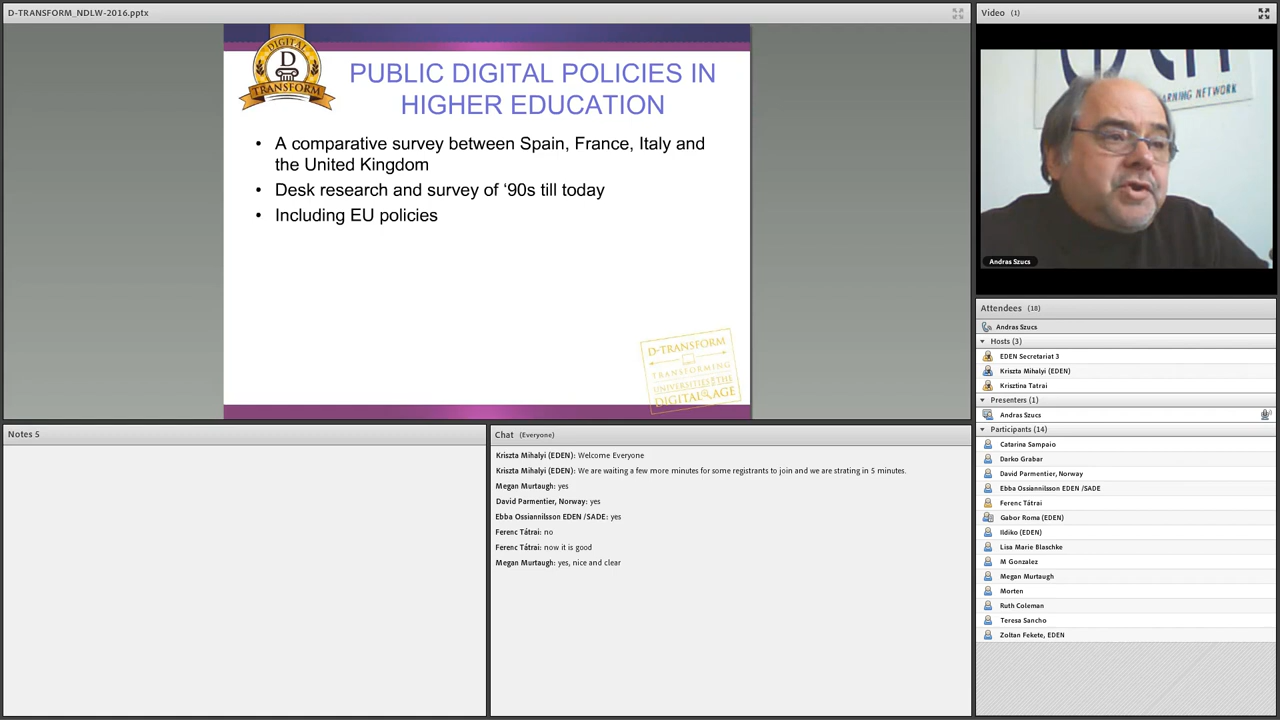 D-TRANSFORM_NDLW-2016.pptx
DIGITAL
D
TRANSFORM
PUBLIC DIGITAL POLICIES IN
HIGHER EDUCATION
• A comparative survey between Spain, France, Italy and
the United Kingdom
• Desk research and survey of ‘90s till today
• Including EU policies
D-TRANSFORM
TRANSFORMING
UNIVERSITIES
THE
DIGITAL AGE
Video (1)
ARNING NETWORK
Andras Szucs
Attendees (18)
Andras Szucs
Hosts (3)
EDEN Secretariat 3
Kriszta Mihalyi (EDEN)
Krisztina Tatrai
Presenters (1)
Andras Szucs
Participants (14)
Catarina Sampaio
Darko Grabar
David Parmentier, Norway
Ebba Ossiannilsson EDEN /SADE
Ferenc Tátrai
Gabor Roma (EDEN)
Ildiko (EDEN)
Lisa Marie Blaschke
M Gonzalez
Megan Murtaugh
Morten
Ruth Coleman
Teresa Sancho
Zoltan Fekete, EDEN
Notes 5
Chat (Everyone)
Kriszta Mihalyi (EDEN): Welcome Everyone
Kriszta Mihalyi (EDEN): We are waiting a few more minutes for some registrants to join and we are strating in 5 minutes.
Megan Murtaugh: yes
David Parmentier, Norway: yes
Ebba Ossiannilsson EDEN /SADE: yes
Ferenc Tátrai: no
Ferenc Tátrai: now it is good
Megan Murtaugh: yes, nice and clear